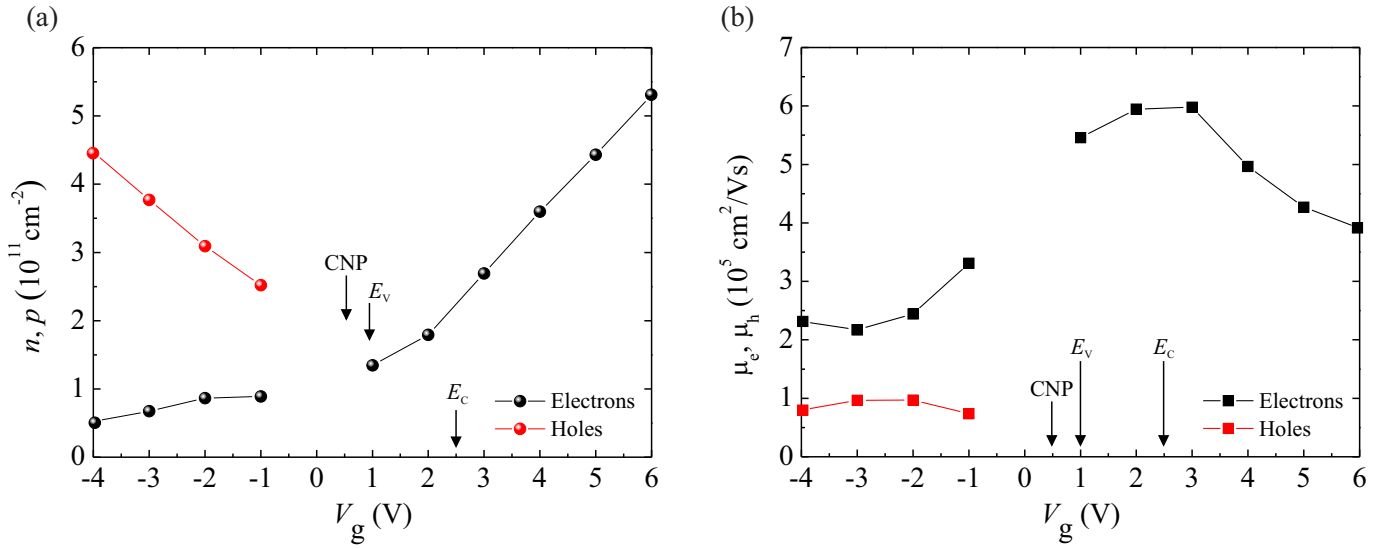 (a)
6
5
4
3
2
1
0
n, p (10¹¹ cm⁻²)
CNP
E_V
E_C
Electrons
Holes
-4 -3 -2 -1 0 1 2 3 4 5 6
V_g (V)
(b)
7
6
5
4
3
2
1
0
μ_e, μ_h (10⁵ cm²/Vs)
CNP
E_V
E_C
Electrons
Holes
-4 -3 -2 -1 0 1 2 3 4 5 6
V_g (V)